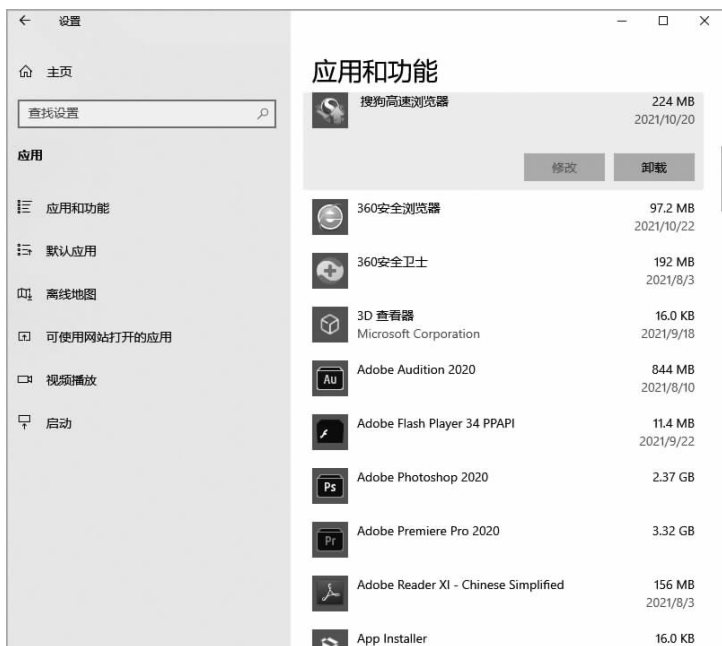 设置
主页
查找设置
应用
应用和功能
默认应用
离线地图
可使用网站打开的应用
视频播放
启动
应用和功能
搜狗高速浏览器 224 MB
2021/10/20
修改 卸载
360安全浏览器 97.2 MB
2021/10/22
360安全卫士 192 MB
2021/8/3
3D 查看器 16.0 KB
Microsoft Corporation 2021/9/18
Au Adobe Audition 2020 844 MB
2021/8/10
Adobe Flash Player 34 PPAPI 11.4 MB
2021/9/22
Ps Adobe Photoshop 2020 2.37 GB
Pr Adobe Premiere Pro 2020 3.32 GB
Adobe Reader XI - Chinese Simplified 156 MB
2021/8/3
App Installer 16.0 KB